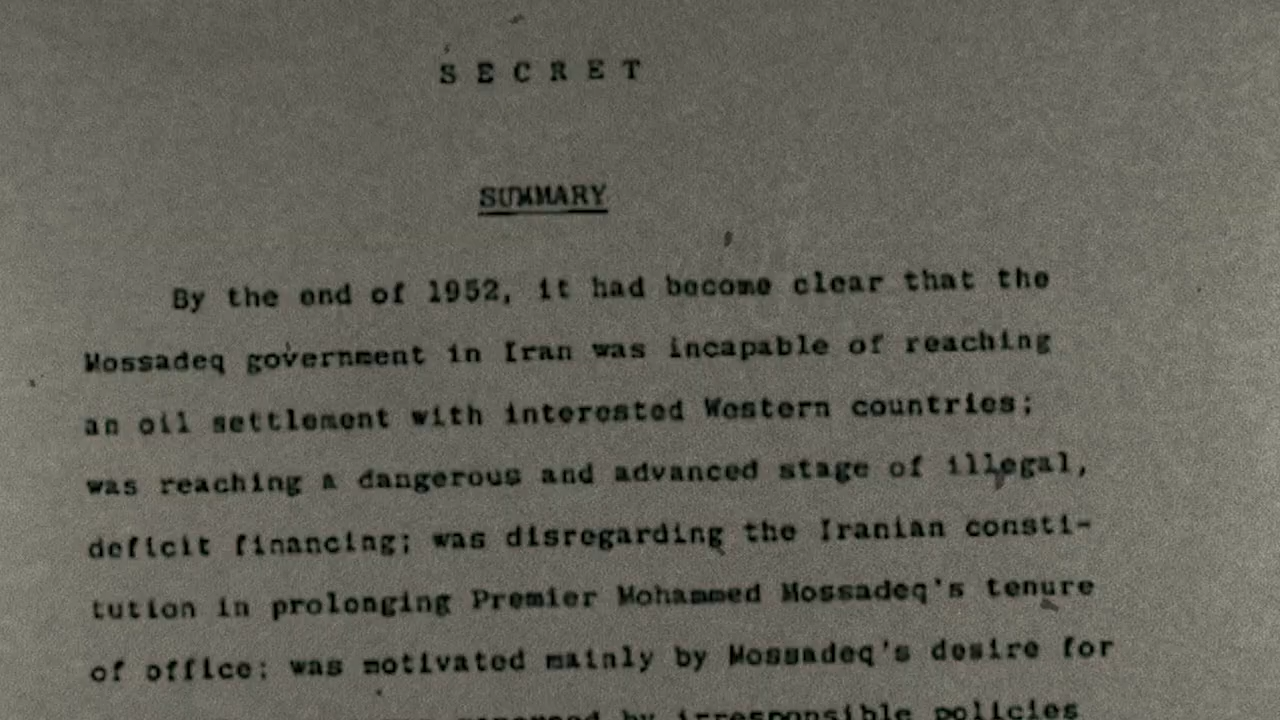 S E C R E T
SUMMARY
By the end of 1952, it had become clear that the
Mossadeq government in Iran was incapable of reaching
an oil settlement with interested Western countries;
was reaching a dangerous and advanced stage of illegal,
deficit financing; was disregarding the Iranian consti-
tution in prolonging Premier Mohammed Mossadeq's tenure
of office; was motivated mainly by Mossadeq's desire for
governed by irresponsible policies